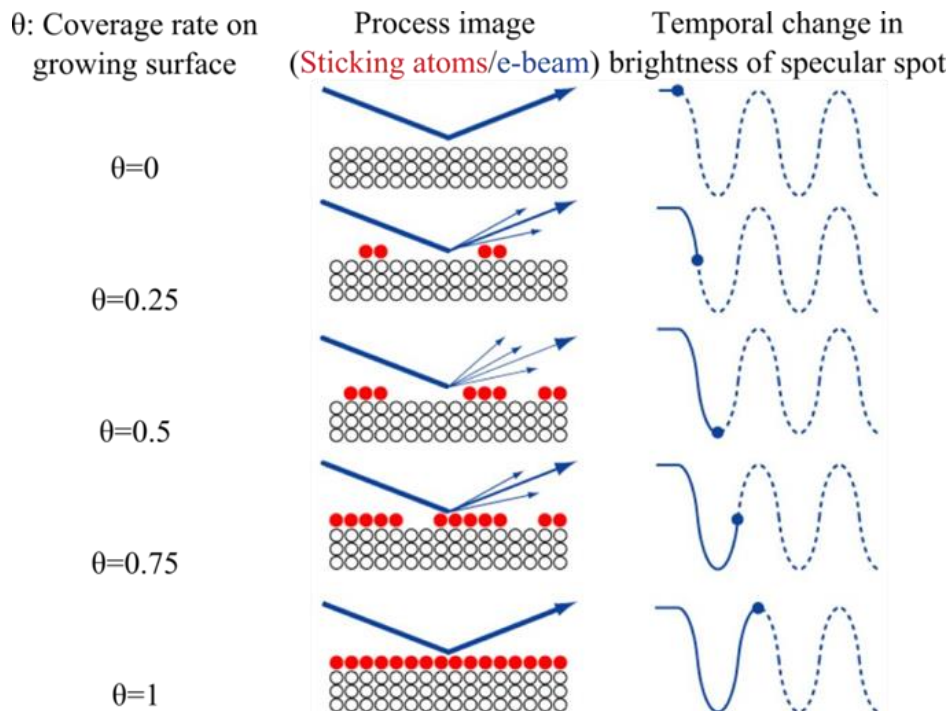 θ: Coverage rate on
growing surface
Process image
(Sticking atoms/e-beam)
Temporal change in
brightness of specular spot
θ=0
θ=0.25
θ=0.5
θ=0.75
θ=1